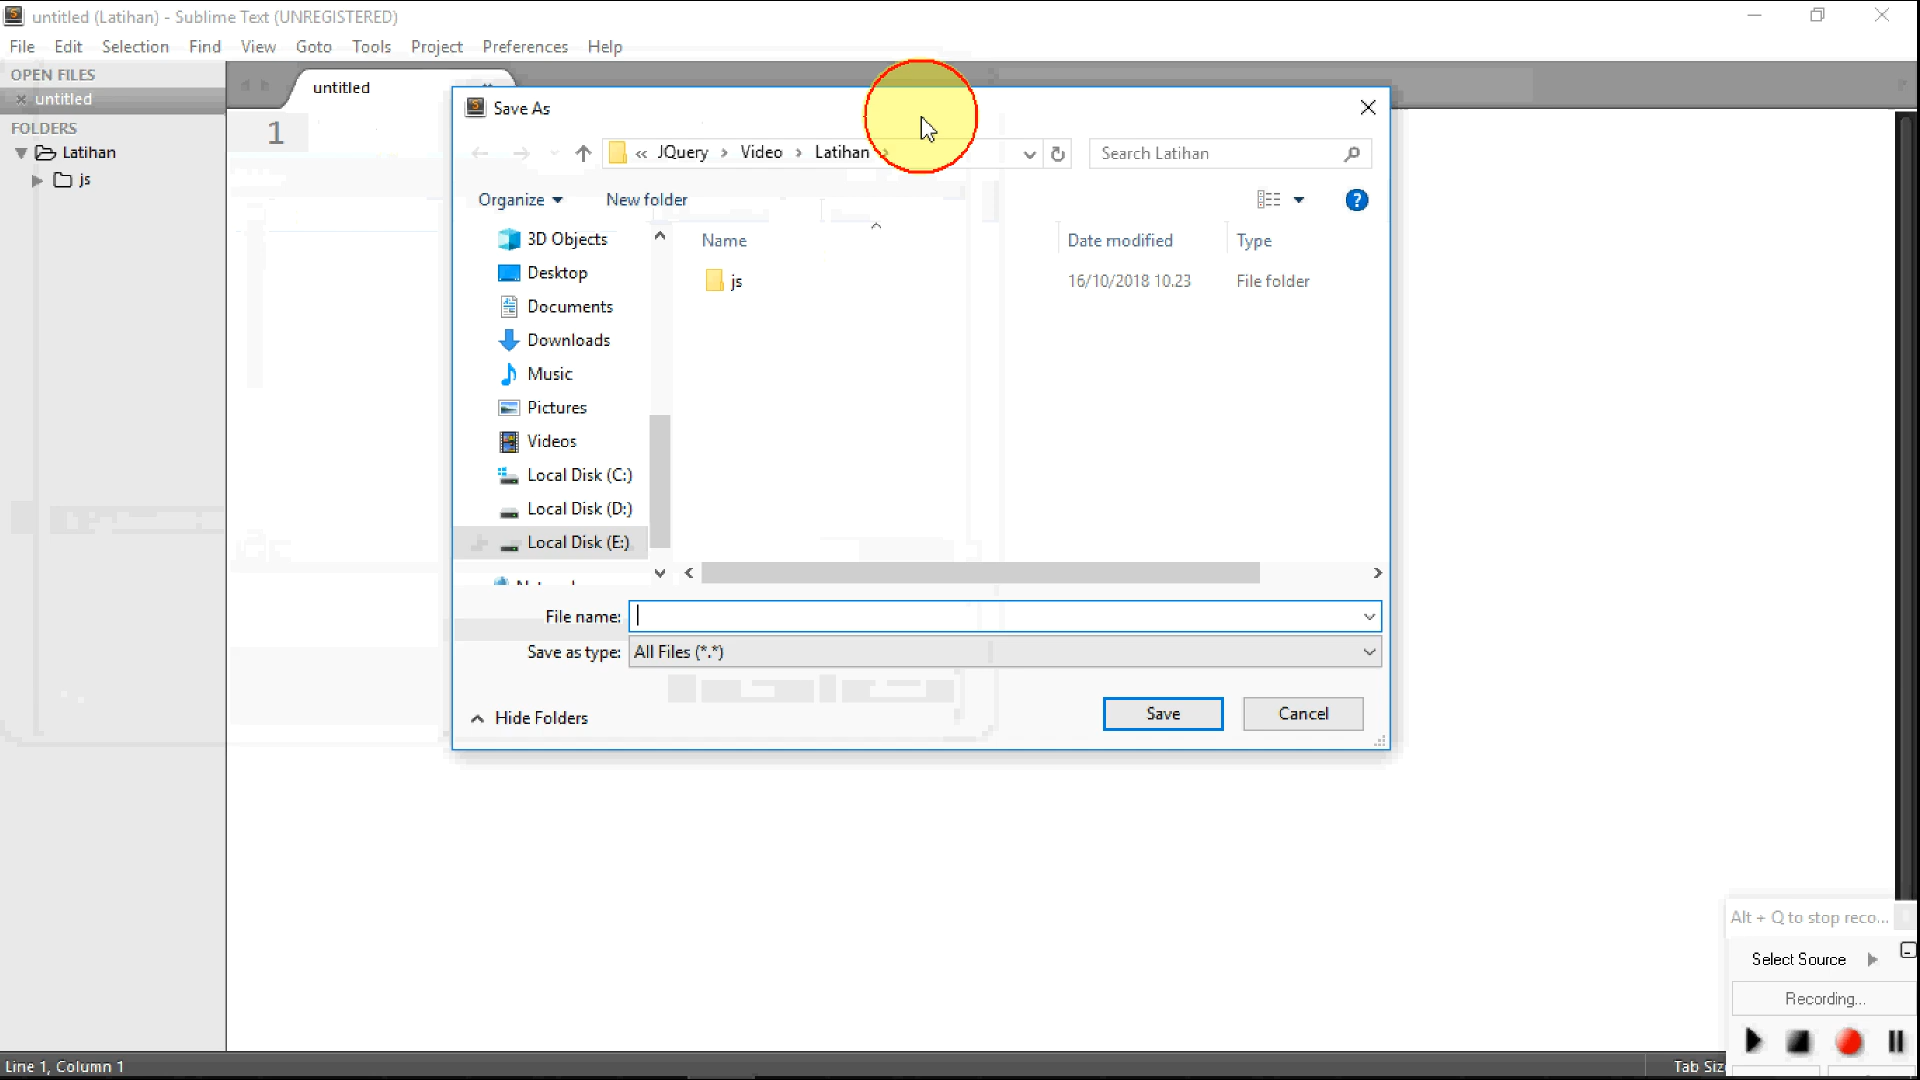 untitled (Latihan) - Sublime Text (UNREGISTERED)
File Edit Selection Find View Goto Tools Project Preferences Help
OPEN FILES
untitled
FOLDERS
Latihan
js
untitled
1
Save As
« JQuery > Video > Latihan >
Search Latihan
Organize
New folder
3D Objects
Desktop
Documents
Downloads
Music
Pictures
Videos
Local Disk (C:)
Local Disk (D:)
Local Disk (E:)
Name Date modified Type
js 16/10/2018 10.23 File folder
File name:
Save as type: All Files (*.*)
Hide Folders
Save
Cancel
Alt + Q to stop reco...
Select Source
Recording...
Line 1, Column 1
Tab